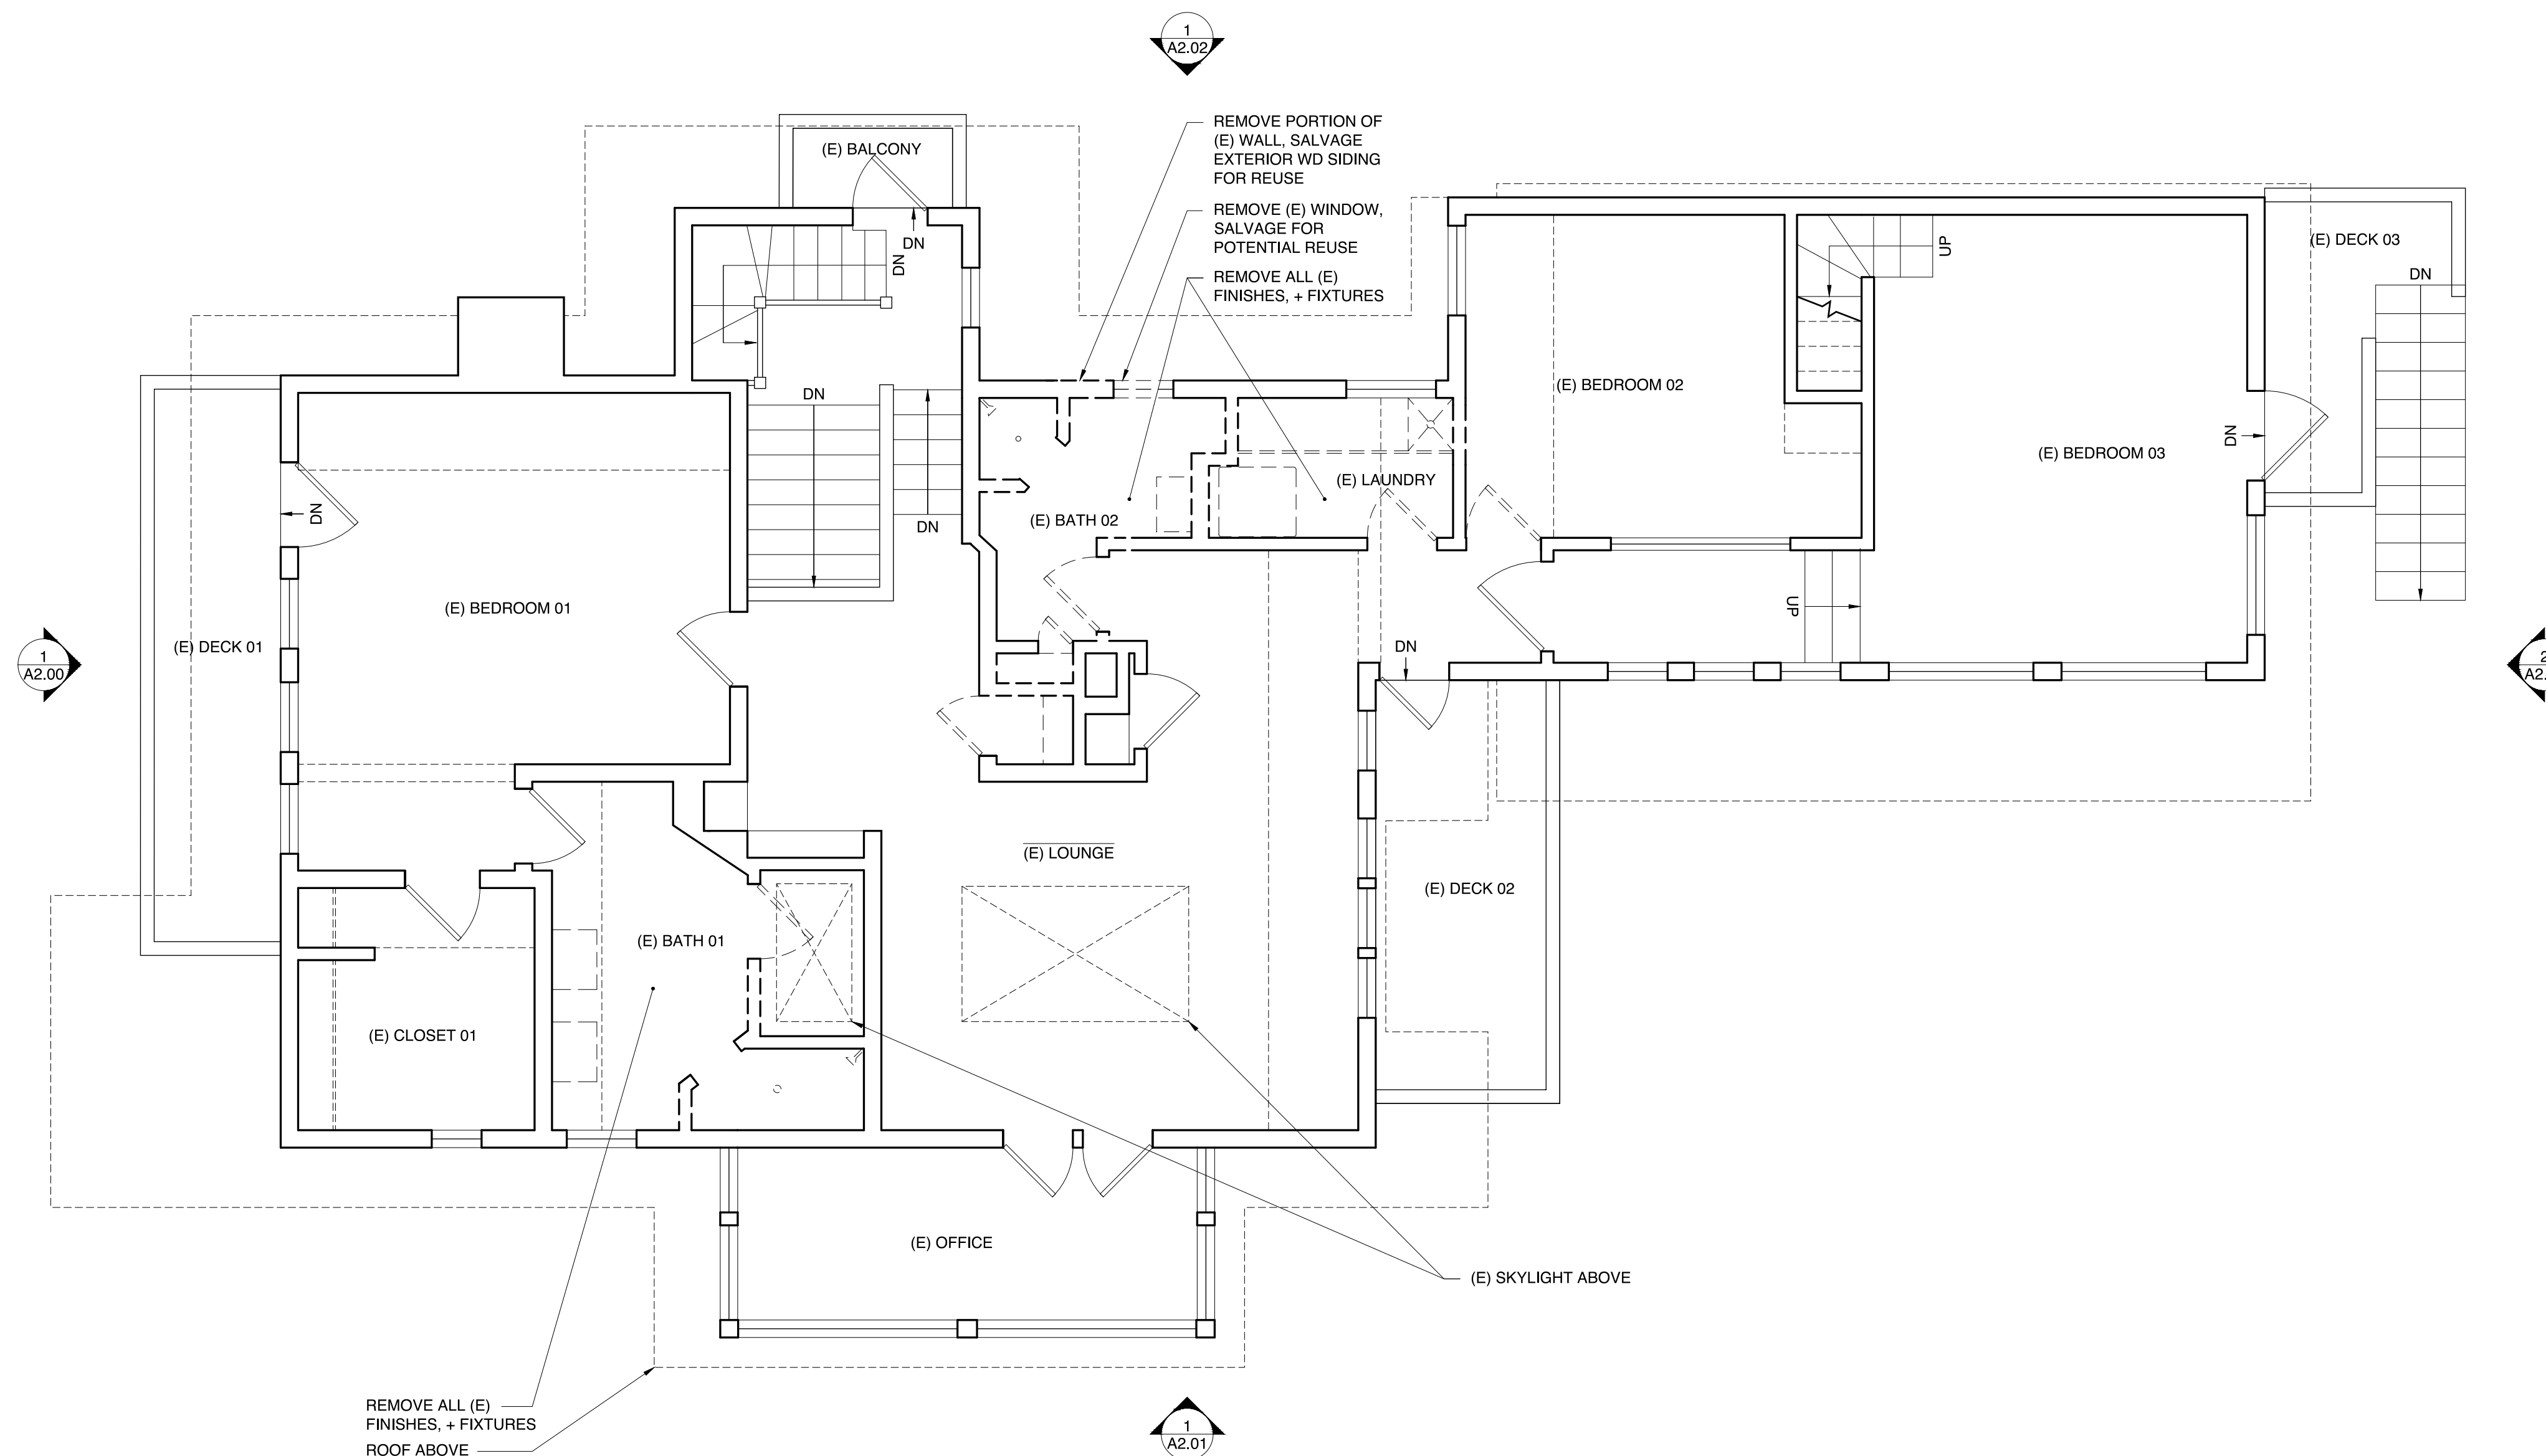 1
A2.02
REMOVE PORTION OF
(E) WALL, SALVAGE
EXTERIOR WD SIDING
FOR REUSE
(E) BALCONY
REMOVE (E) WINDOW,
SALVAGE FOR
POTENTIAL REUSE
DN
DN
UP
(E) DECK 03
DN
REMOVE ALL (E)
FINISHES, + FIXTURES
(E) BEDROOM 02
DN
DN
(E) BEDROOM 03
(E) LAUNDRY
DN
(E) BATH 02
DN
(E) BEDROOM 01
UP
(E) DECK 01
DN
1
A2.00
2
A2.
(E) LOUNGE
(E) DECK 02
(E) BATH 01
(E) CLOSET 01
(E) OFFICE
(E) SKYLIGHT ABOVE
REMOVE ALL (E)
FINISHES, + FIXTURES
ROOF ABOVE
1
A2.01